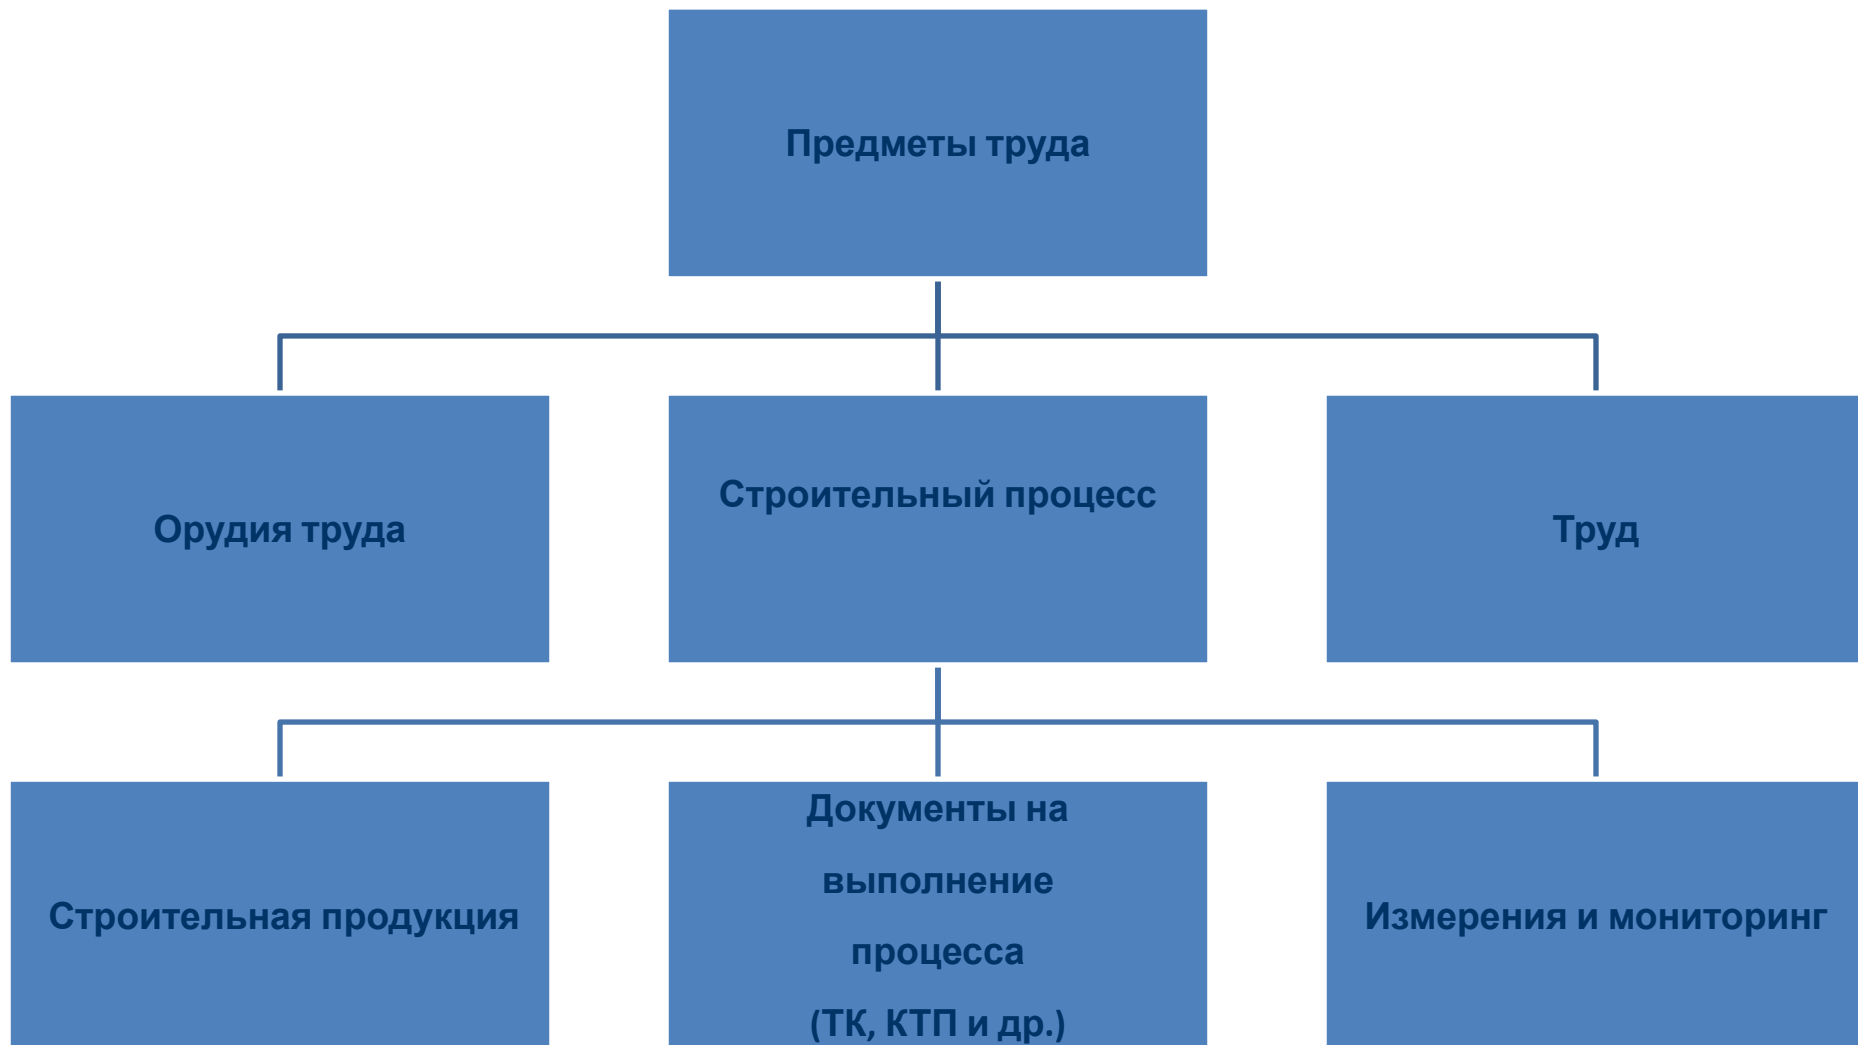 Предметы труда
Орудия труда
Строительный процесс
Труд
Строительная продукция
Документы на
выполнение
процесса
(ТК, КТП и др.)
Измерения и мониторинг